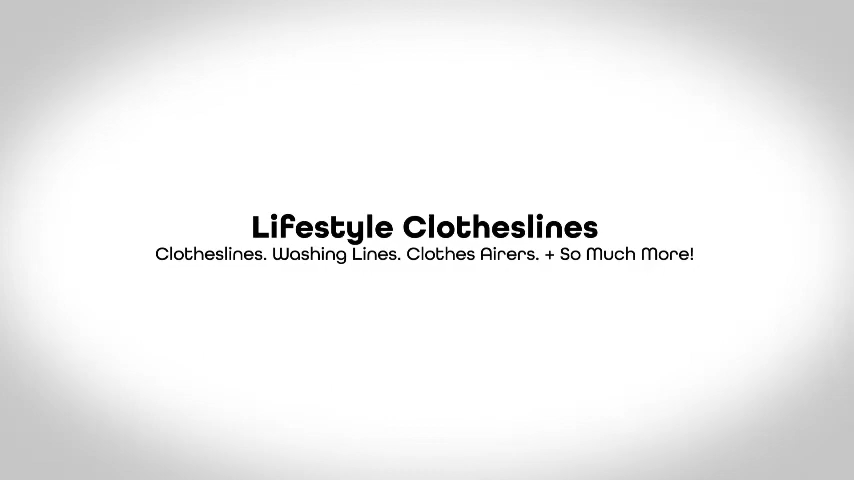 Lifestyle Clotheslines
Clotheslines. Washing Lines. Clothes Airers. + So Much More!